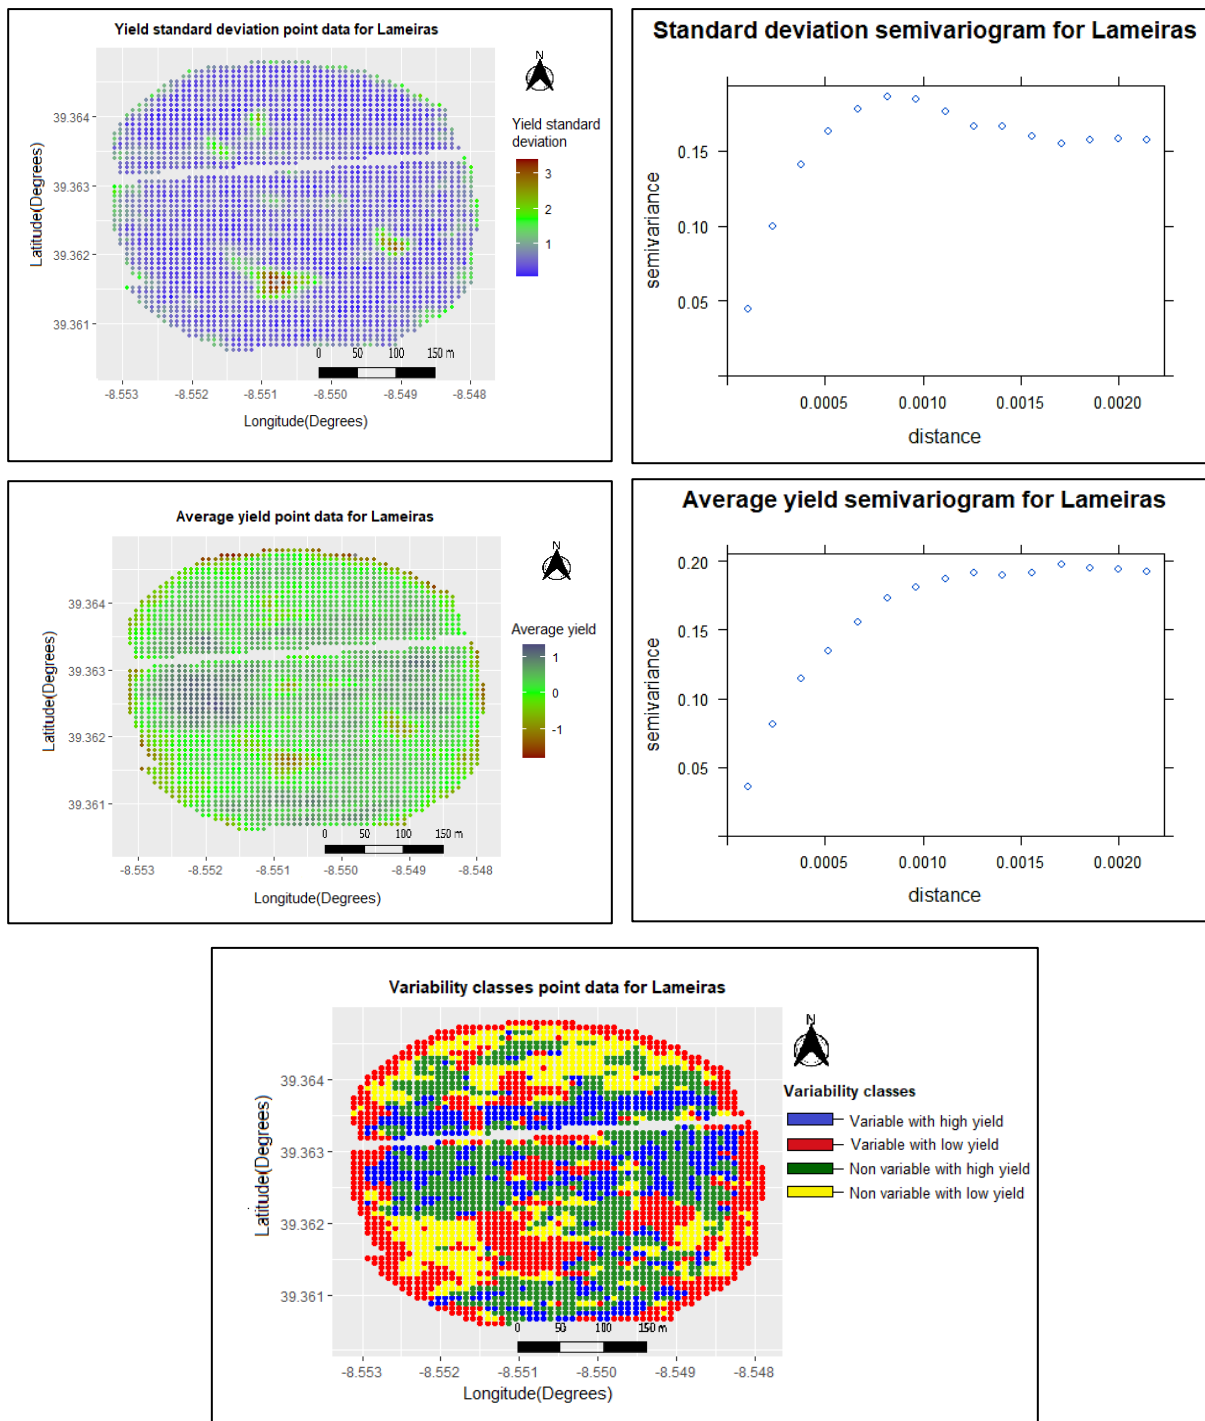 Yield standard deviation point data for Lameiras
N
Yield standard
deviation
3
2
1
39.364
39.363
39.362
39.361
Latitude(Degrees)
0 50 100 150 m
-8.553 -8.552 -8.551 -8.550 -8.549 -8.548
Longitude(Degrees)
Standard deviation semivariogram for Lameiras
semivariance
0.15
0.10
0.05
0.0005 0.0010 0.0015 0.0020
distance
Average yield point data for Lameiras
N
Average yield
1
0
-1
39.364
39.363
39.362
39.361
Latitude(Degrees)
0 50 100 150 m
-8.553 -8.552 -8.551 -8.550 -8.549 -8.548
Longitude(Degrees)
Average yield semivariogram for Lameiras
semivariance
0.20
0.15
0.10
0.05
0.0005 0.0010 0.0015 0.0020
distance
Variability classes point data for Lameiras
N
Variability classes
Variable with high yield
Variable with low yield
Non variable with high yield
Non variable with low yield
39.364
39.363
39.362
39.361
Latitude(Degrees)
0 50 100 150 m
-8.553 -8.552 -8.551 -8.550 -8.549 -8.548
Longitude(Degrees)